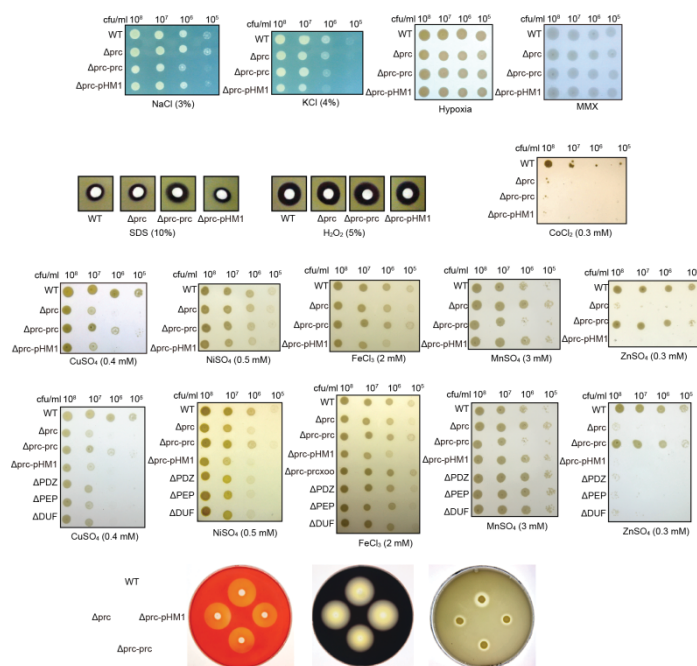 cfu/ml 10⁸ 10⁷ 10⁶ 10⁵
WT
Δprc
Δprc-prc
Δprc-pHM1
NaCl (3%)
cfu/ml 10⁸ 10⁷ 10⁶ 10⁵
WT
Δprc
Δprc-prc
Δprc-pHM1
KCl (4%)
cfu/ml 10⁸ 10⁷ 10⁶ 10⁵
WT
Δprc
Δprc-prc
Δprc-pHM1
Hypoxia
cfu/ml 10⁸ 10⁷ 10⁶ 10⁵
WT
Δprc
Δprc-prc
Δprc-pHM1
MMX
WT Δprc Δprc-prc Δprc-pHM1
SDS (10%)
WT Δprc Δprc-prc Δprc-pHM1
H₂O₂ (5%)
cfu/ml 10⁸ 10⁷ 10⁶ 10⁵
WT
Δprc
Δprc-prc
Δprc-pHM1
CoCl₂ (0.3 mM)
cfu/ml 10⁸ 10⁷ 10⁶ 10⁵
WT
Δprc
Δprc-prc
Δprc-pHM1
CuSO₄ (0.4 mM)
cfu/ml 10⁸ 10⁷ 10⁶ 10⁵
WT
Δprc
Δprc-prc
Δprc-pHM1
NiSO₄ (0.5 mM)
cfu/ml 10⁸ 10⁷ 10⁶ 10⁵
WT
Δprc
Δprc-prc
Δprc-pHM1
FeCl₃ (2 mM)
cfu/ml 10⁸ 10⁷ 10⁶ 10⁵
WT
Δprc
Δprc-prc
Δprc-pHM1
MnSO₄ (3 mM)
cfu/ml 10⁸ 10⁷ 10⁶ 10⁵
WT
Δprc
Δprc-prc
Δprc-pHM1
ZnSO₄ (0.3 mM)
cfu/ml 10⁸ 10⁷ 10⁶ 10⁵
WT
Δprc
Δprc-prc
Δprc-pHM1
ΔPDZ
ΔPEP
ΔDUF
CuSO₄ (0.4 mM)
cfu/ml 10⁸ 10⁷ 10⁶ 10⁵
WT
Δprc
Δprc-prc
Δprc-pHM1
ΔPDZ
ΔPEP
ΔDUF
NiSO₄ (0.5 mM)
cfu/ml 10⁸ 10⁷ 10⁶ 10⁵
WT
Δprc
Δprc-prc
Δprc-pHM1
Δprc-prcxoo
ΔPDZ
ΔPEP
ΔDUF
FeCl₃ (2 mM)
cfu/ml 10⁸ 10⁷ 10⁶ 10⁵
WT
Δprc
Δprc-prc
Δprc-pHM1
ΔPDZ
ΔPEP
ΔDUF
MnSO₄ (3 mM)
cfu/ml 10⁸ 10⁷ 10⁶ 10⁵
WT
Δprc
Δprc-prc
Δprc-pHM1
ΔPDZ
ΔPEP
ΔDUF
ZnSO₄ (0.3 mM)
WT
Δprc Δprc-pHM1
Δprc-prc